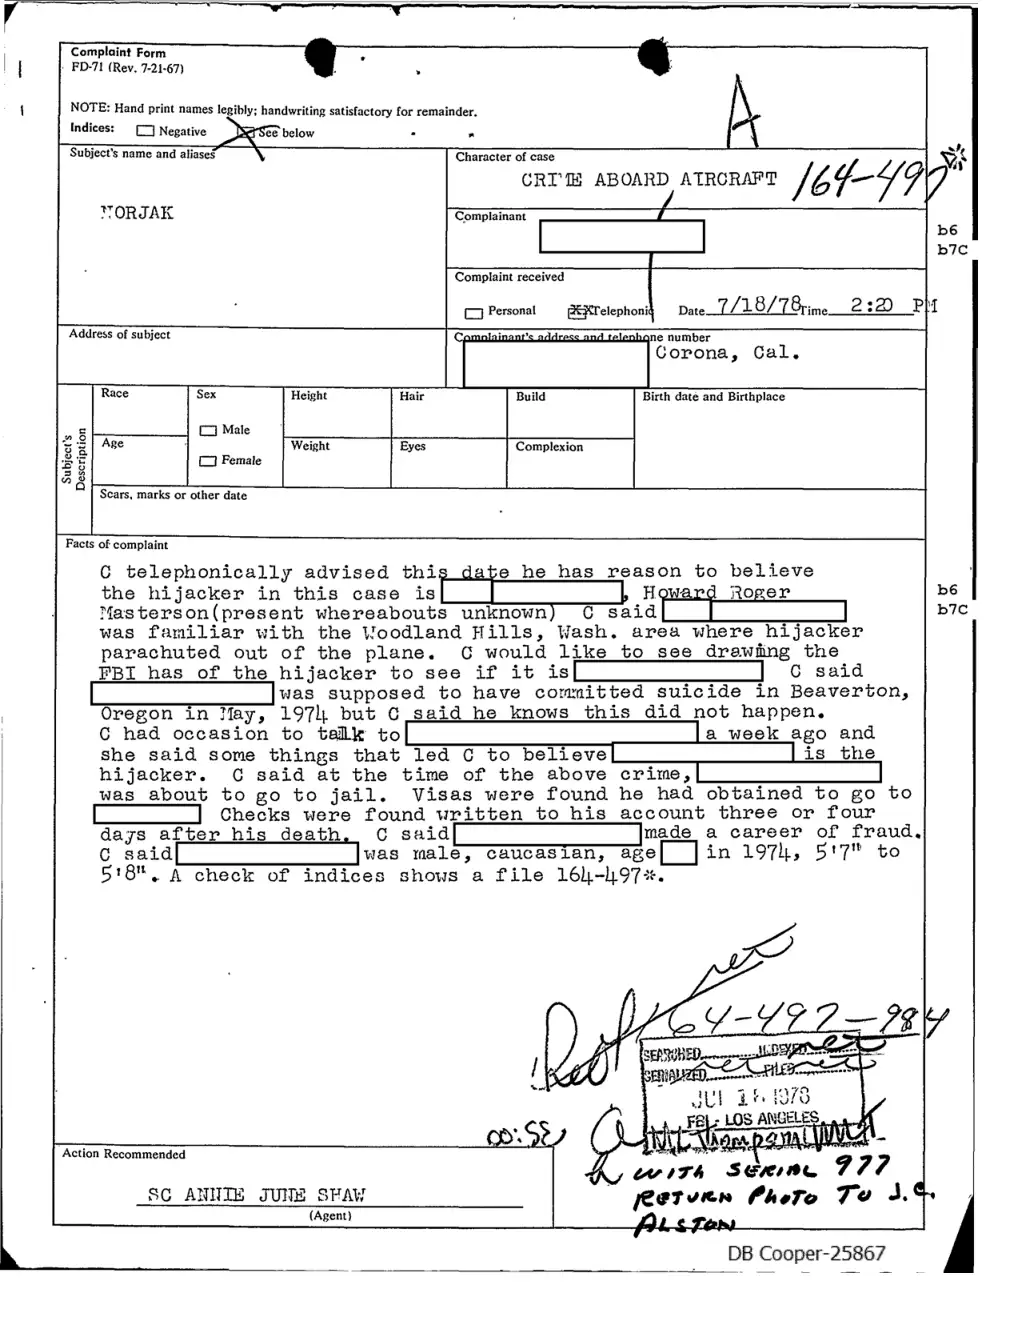 Complaint Form
FD-71 (Rev. 7-21-67)
NOTE: Hand print names legibly; handwriting satisfactory for remainder.
Indices: Negative See below
A
Subject's name and aliases
NORJAK
Character of case
CRIME ABOARD AIRCRAFT
164-497*
Complainant
b6
b7C
Complaint received
Personal XXTelephonic Date 7/18/78 Time 2:20 PM
Address of subject
Complainant's address and telephone number
Corona, Cal.
Subject's Description
Race Sex Height Hair Build Birth date and Birthplace
Male
Age Weight Eyes Complexion
Female
Scars, marks or other date
Facts of complaint
C telephonically advised this date he has reason to believe
the hijacker in this case is , Howard Roger
Masterson(present whereabouts unknown) C said
was familiar with the Woodland Hills, Wash. area where hijacker
parachuted out of the plane. C would like to see drawing the
FBI has of the hijacker to see if it is C said
was supposed to have committed suicide in Beaverton,
Oregon in May, 1974 but C said he knows this did not happen.
C had occasion to talk to a week ago and
she said some things that led C to believe is the
hijacker. C said at the time of the above crime,
was about to go to jail. Visas were found he had obtained to go to
Checks were found written to his account three or four
days after his death. C said made a career of fraud.
C said was male, caucasian, age in 1974, 5'7" to
5'8". A check of indices shows a file 164-497*.
b6
b7C
164-497-984
SEARCHED INDEXED
SERIALIZED FILED
JUL 18 1978
FBI - LOS ANGELES
Action Recommended
SC ANNIE JUNE SHAW
(Agent)
WITH SERIAL 977
RETURN PHOTO TO J.C.
ALSTON
DB Cooper-25867